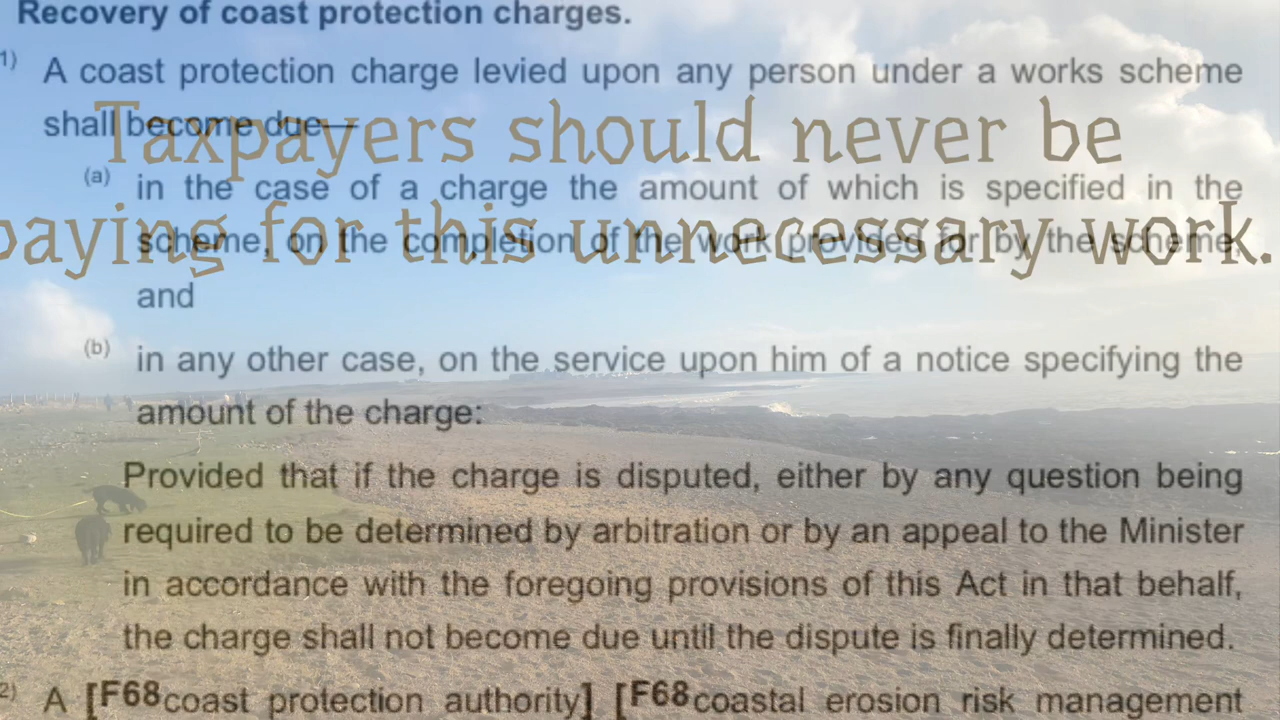 Recovery of coast protection charges.
1) A coast protection charge levied upon any person under a works scheme
shall become due—
Taxpayers should never be
(a) in the case of a charge the amount of which is specified in the
scheme, on the completion of the work provided for by the scheme,
paying for this unnecessary work.
and
(b) in any other case, on the service upon him of a notice specifying the
amount of the charge:
Provided that if the charge is disputed, either by any question being
required to be determined by arbitration or by an appeal to the Minister
in accordance with the foregoing provisions of this Act in that behalf,
the charge shall not become due until the dispute is finally determined.
2) A [F68coast protection authority] [F68coastal erosion risk management